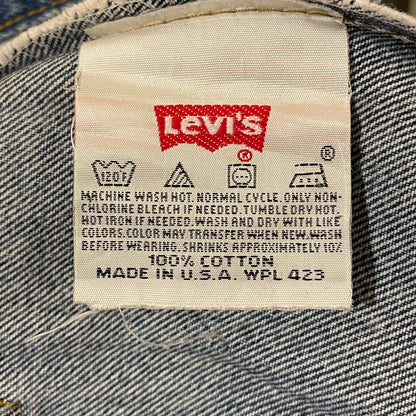 LEVI'S
®
120F
®
MACHINE WASH HOT. NORMAL CYCLE. ONLY NON-
CHLORINE BLEACH IF NEEDED. TUMBLE DRY HOT.
HOT IRON IF NEEDED. WASH AND DRY WITH LIKE
COLORS. COLOR MAY TRANSFER WHEN NEW. WASH
BEFORE WEARING. SHRINKS APPROXIMATELY 10%
100% COTTON
MADE IN U.S.A. WPL 423